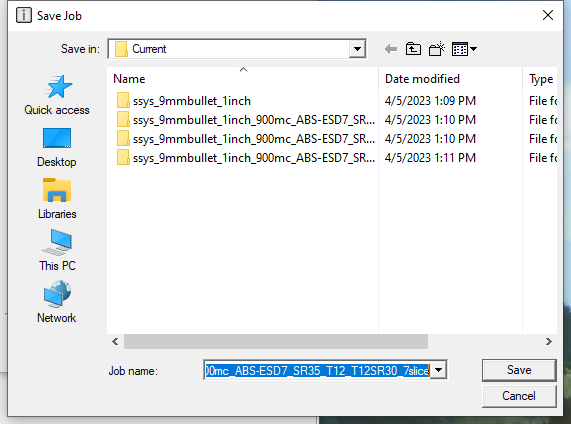 Save Job
Save in: Current
Name Date modified Type
ssys_9mmbullet_1inch 4/5/2023 1:09 PM File fo
ssys_9mmbullet_1inch_900mc_ABS-ESD7_SR... 4/5/2023 1:10 PM File fo
ssys_9mmbullet_1inch_900mc_ABS-ESD7_SR... 4/5/2023 1:10 PM File fo
ssys_9mmbullet_1inch_900mc_ABS-ESD7_SR... 4/5/2023 1:11 PM File fo
Quick access
Desktop
Libraries
This PC
Network
Job name: 00mc_ABS-ESD7_SR35_T12_T12SR30_7slice
Save
Cancel